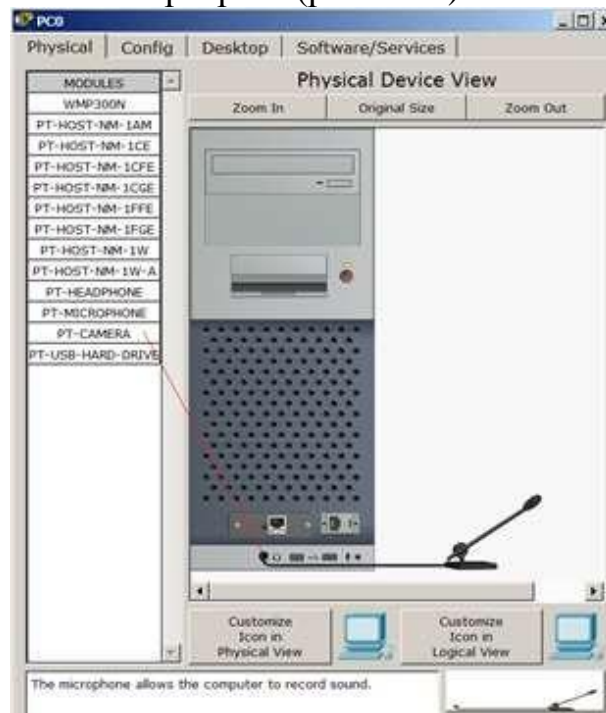 PC0
Physical Config Desktop Software/Services
MODULES
WMP300N
PT-HOST-NM-1AM
PT-HOST-NM-1CE
PT-HOST-NM-1CFE
PT-HOST-NM-1CGE
PT-HOST-NM-1FFE
PT-HOST-NM-1FGE
PT-HOST-NM-1W
PT-HOST-NM-1W-A
PT-HEADPHONE
PT-MICROPHONE
PT-CAMERA
PT-USB-HARD-DRIVE
Physical Device View
Zoom In Original Size Zoom Out
Customize
Icon in
Physical View
Customize
Icon in
Logical View
The microphone allows the computer to record sound.